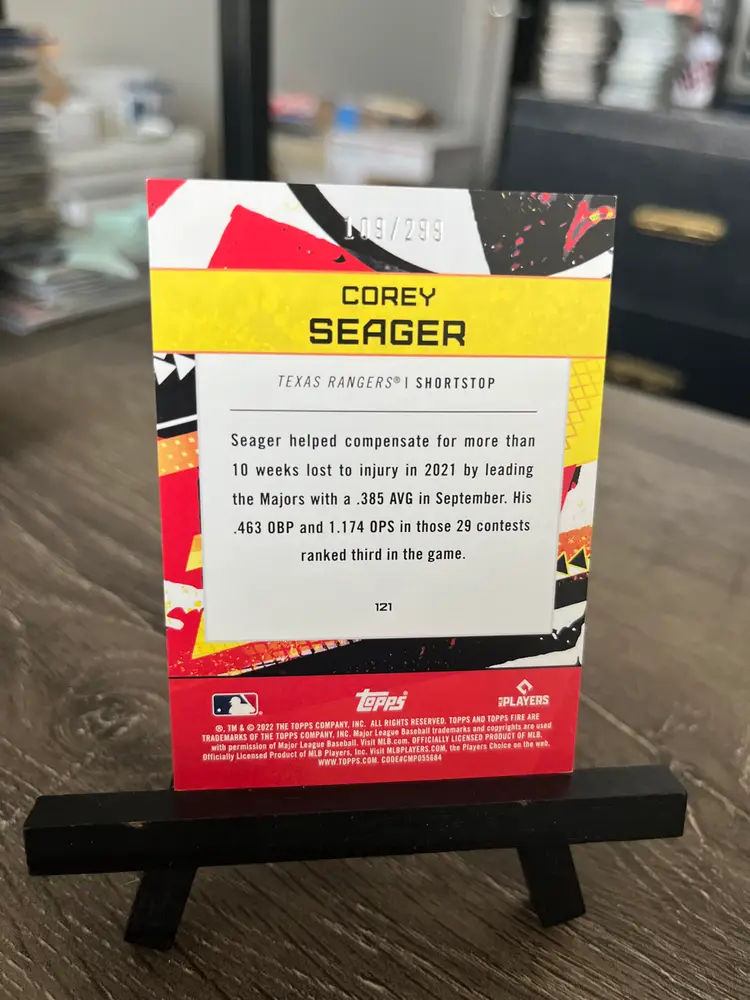 109/299
COREY
SEAGER
TEXAS RANGERS® | SHORTSTOP
Seager helped compensate for more than
10 weeks lost to injury in 2021 by leading
the Majors with a .385 AVG in September. His
.463 OBP and 1.174 OPS in those 29 contests
ranked third in the game.
121
topps
MLB PLAYERS
®, TM & © 2022 THE TOPPS COMPANY, INC. ALL RIGHTS RESERVED. TOPPS AND TOPPS FIRE ARE
TRADEMARKS OF THE TOPPS COMPANY, INC. Major League Baseball trademarks and copyrights are used
with permission of Major League Baseball. Visit MLB.com. OFFICIALLY LICENSED PRODUCT OF MLB.
Officially Licensed Product of MLB Players, Inc. Visit MLBPLAYERS.COM, the Players Choice on the web.
WWW.TOPPS.COM. CODE#CMP055684